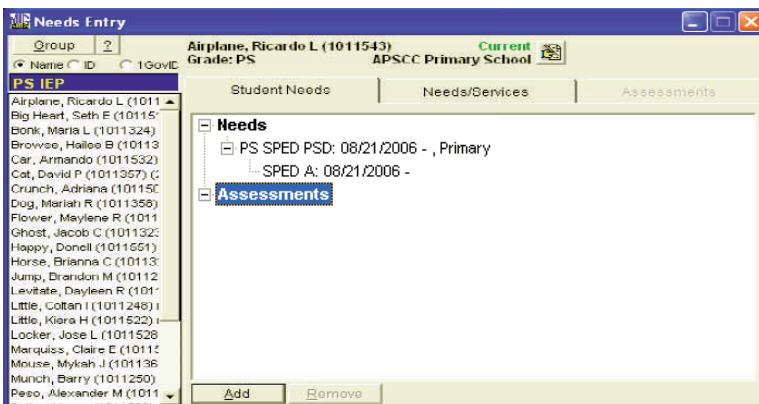 Needs Entry
Group ?
Name ID 1GovID
PS IEP
Airplane, Ricardo L (1011
Big Heart, Seth E (10115
Bonk, Maria L (1011324)
Browse, Hailee B (10113
Car, Armando (1011532)
Cat, David P (1011357) (2
Crunch, Adriana (101150
Dog, Mariah R (1011358)
Flower, Maylene R (1011
Ghost, Jacob C (1011323
Happy, Donell (1011551)
Horse, Brianna C (10113
Jump, Brandon M (10112
Levitate, Dayleen R (101
Little, Coltan I (1011248)
Little, Kiera H (1011522)
Locker, Jose L (1011528
Marquiss, Claire E (10115
Mouse, Mykah J (101136
Munch, Barry (1011250)
Peso, Alexander M (1011
Airplane, Ricardo L (1011543) Current
Grade: PS APSCC Primary School
Student Needs Needs/Services Assessments
Needs
PS SPED PSD: 08/21/2006 - , Primary
SPED A: 08/21/2006 -
Assessments
Add Remove